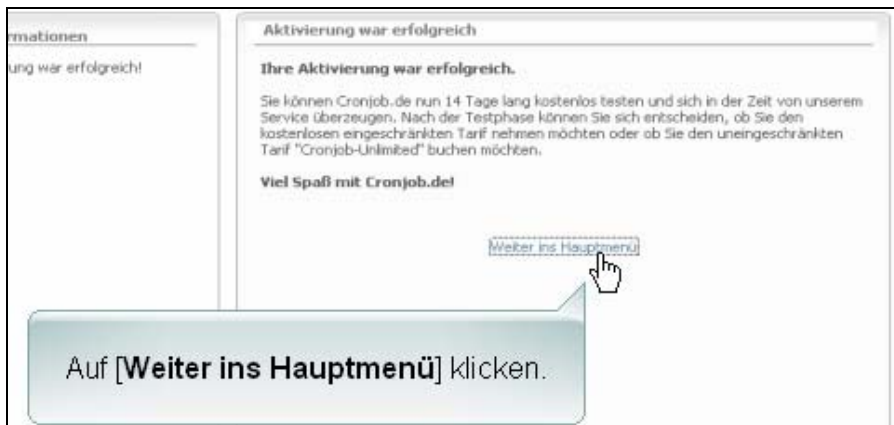 rmationen
ung war erfolgreich!
Aktivierung war erfolgreich
Ihre Aktivierung war erfolgreich.
Sie können Cronjob.de nun 14 Tage lang kostenlos testen und sich in der Zeit von unserem
Service überzeugen. Nach der Testphase können Sie sich entscheiden, ob Sie den
kostenlosen eingeschränkten Tarif nehmen möchten oder ob Sie den uneingeschränkten
Tarif "Cronjob-Unlimited" buchen möchten.
Viel Spaß mit Cronjob.de!
Weiter ins Hauptmenü
Auf [Weiter ins Hauptmenü] klicken.